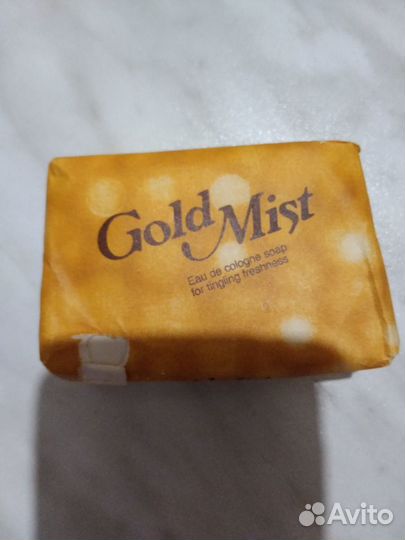 Gold Mist
Eau de cologne soap
for tingling freshness
Avito